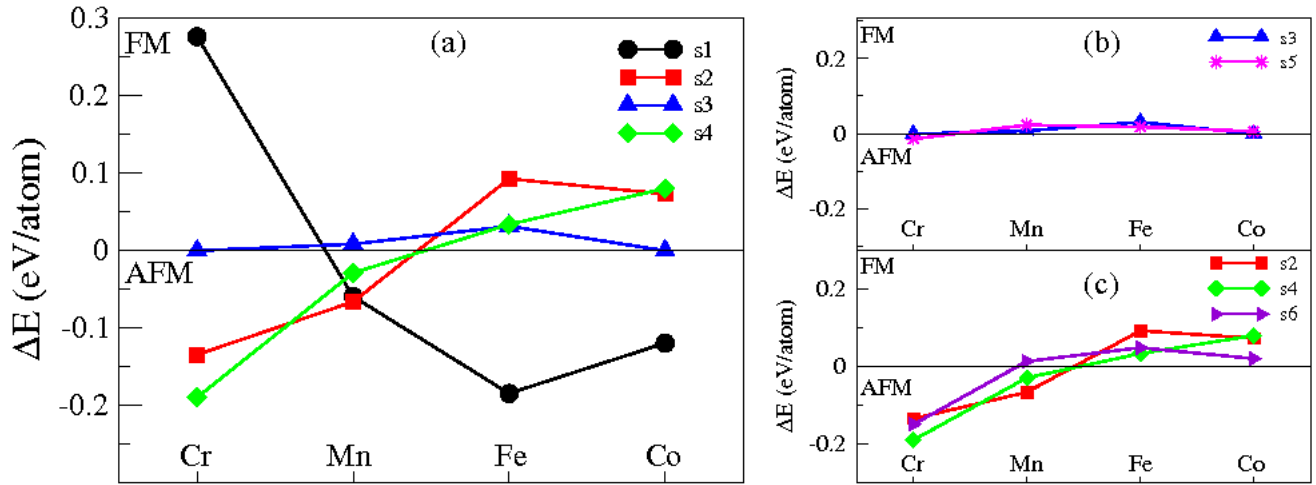 0.3
FM
(a)
s1
s2
s3
s4
0.2
0.1
0
AFM
-0.1
-0.2
ΔE (eV/atom)
Cr Mn Fe Co
FM
(b)
s3
s5
0.2
0
AFM
-0.2
ΔE (eV/atom)
Cr Mn Fe Co
FM
(c)
s2
s4
s6
0.2
0
AFM
-0.2
ΔE (eV/atom)
Cr Mn Fe Co